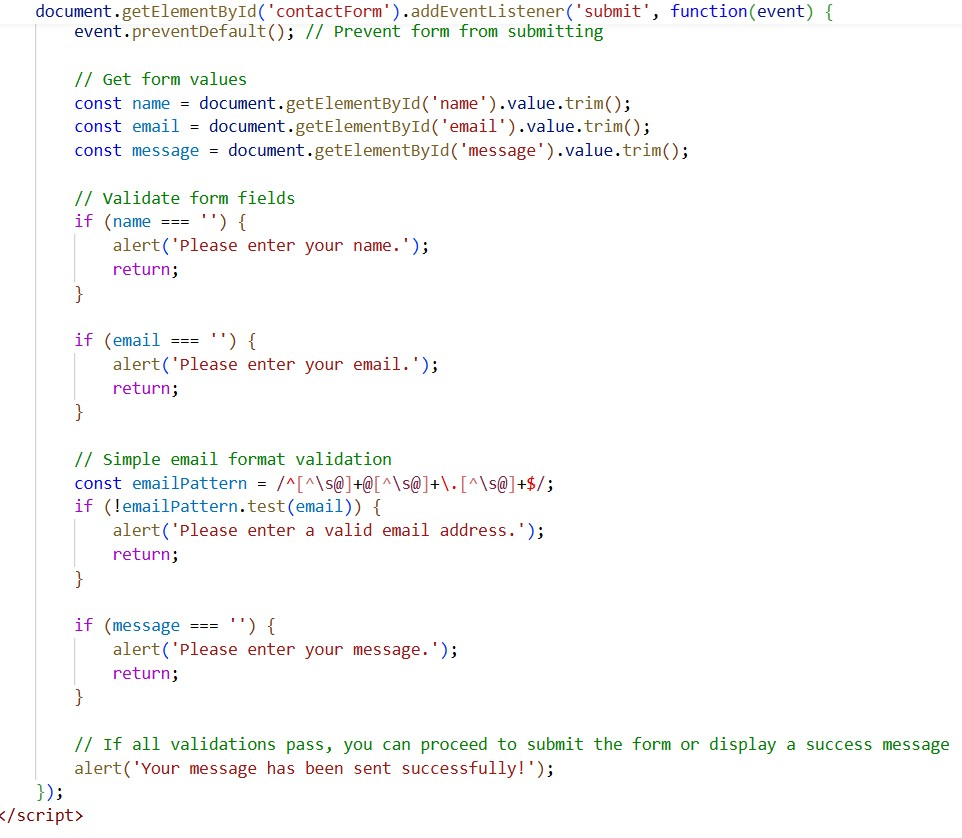 document.getElementById('contactForm').addEventListener('submit', function(event) {
event.preventDefault(); // Prevent form from submitting
// Get form values
const name = document.getElementById('name').value.trim();
const email = document.getElementById('email').value.trim();
const message = document.getElementById('message').value.trim();
// Validate form fields
if (name === '') {
alert('Please enter your name.');
return;
}
if (email === '') {
alert('Please enter your email.');
return;
}
// Simple email format validation
const emailPattern = /^[^\s@]+@[^\s@]+\.[^\s@]+$/;
if (!emailPattern.test(email)) {
alert('Please enter a valid email address.');
return;
}
if (message === '') {
alert('Please enter your message.');
return;
}
// If all validations pass, you can proceed to submit the form or display a success message
alert('Your message has been sent successfully!');
});
</script>